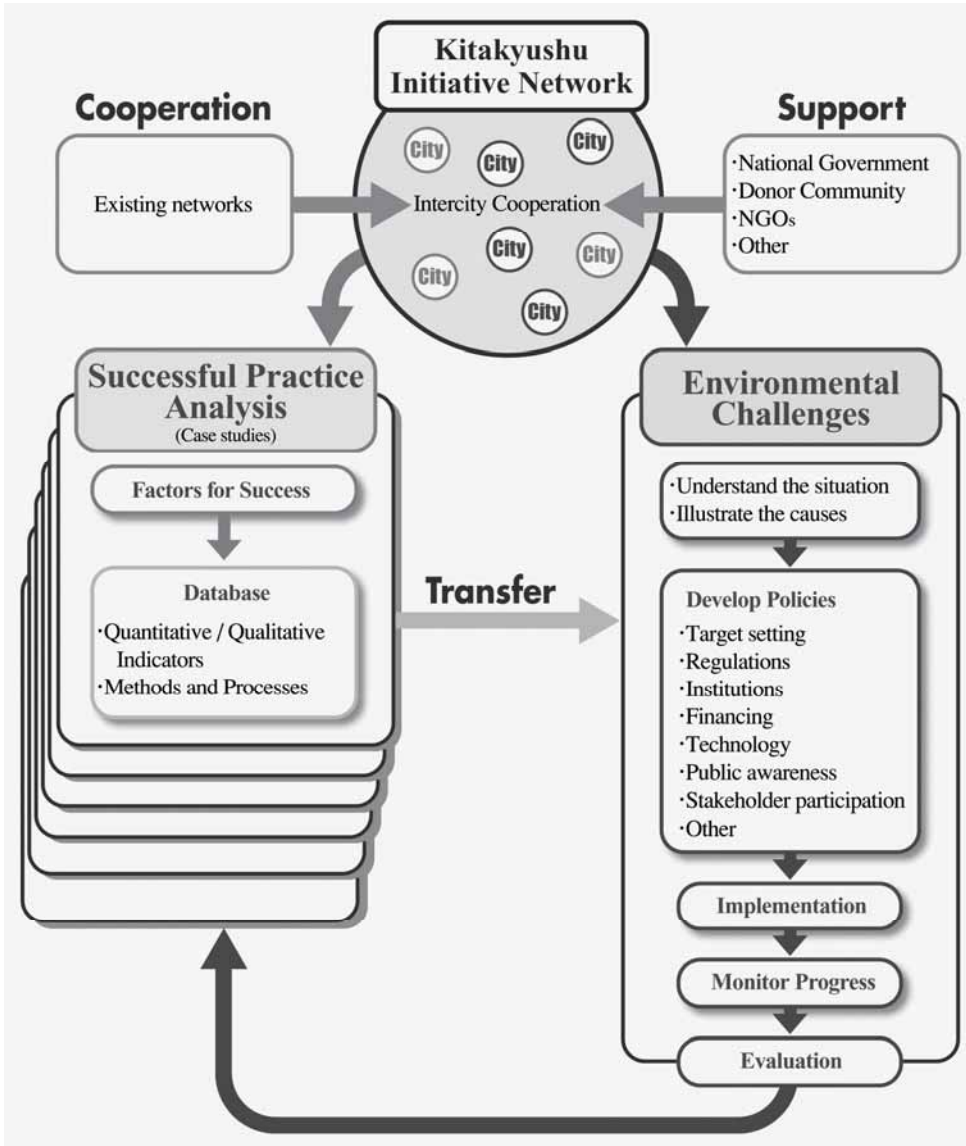 Kitakyushu
Initiative Network
Cooperation
Existing networks
City
City
City
Intercity Cooperation
City
City
City
City
Support
·National Government
·Donor Community
·NGOs
·Other
Successful Practice
Analysis
(Case studies)
Factors for Success
Database
·Quantitative / Qualitative
Indicators
·Methods and Processes
Transfer
Environmental
Challenges
·Understand the situation
·Illustrate the causes
Develop Policies
·Target setting
·Regulations
·Institutions
·Financing
·Technology
·Public awareness
·Stakeholder participation
·Other
Implementation
Monitor Progress
Evaluation